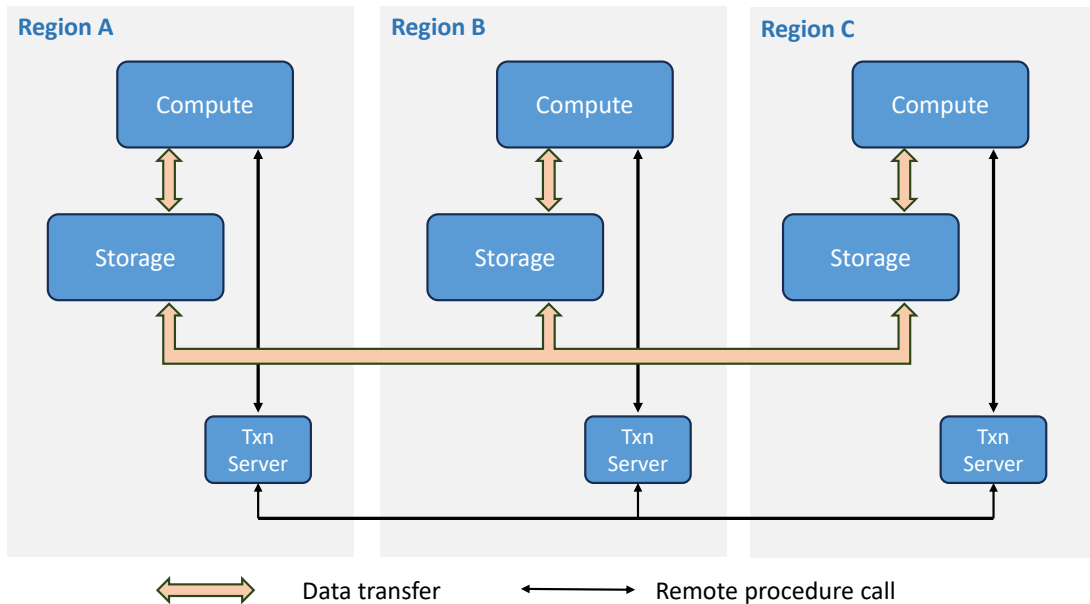 Region A
Region B
Region C
Compute
Compute
Compute
Storage
Storage
Storage
Txn
Server
Txn
Server
Txn
Server
Data transfer
Remote procedure call